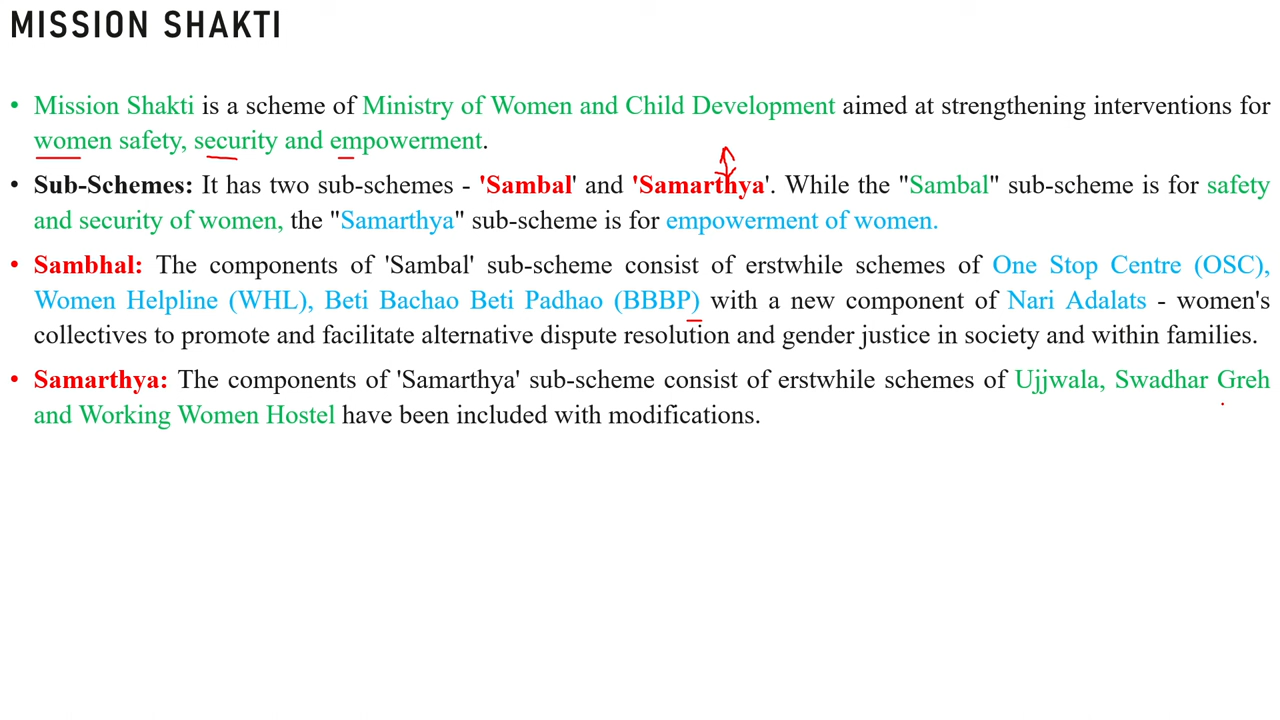 MISSION SHAKTI
• Mission Shakti is a scheme of Ministry of Women and Child Development aimed at strengthening interventions for
women safety, security and empowerment.
• Sub-Schemes: It has two sub-schemes - 'Sambal' and 'Samarthya'. While the "Sambal" sub-scheme is for safety
and security of women, the "Samarthya" sub-scheme is for empowerment of women.
• Sambhal: The components of 'Sambal' sub-scheme consist of erstwhile schemes of One Stop Centre (OSC),
Women Helpline (WHL), Beti Bachao Beti Padhao (BBBP) with a new component of Nari Adalats - women's
collectives to promote and facilitate alternative dispute resolution and gender justice in society and within families.
• Samarthya: The components of 'Samarthya' sub-scheme consist of erstwhile schemes of Ujjwala, Swadhar Greh
and Working Women Hostel have been included with modifications.